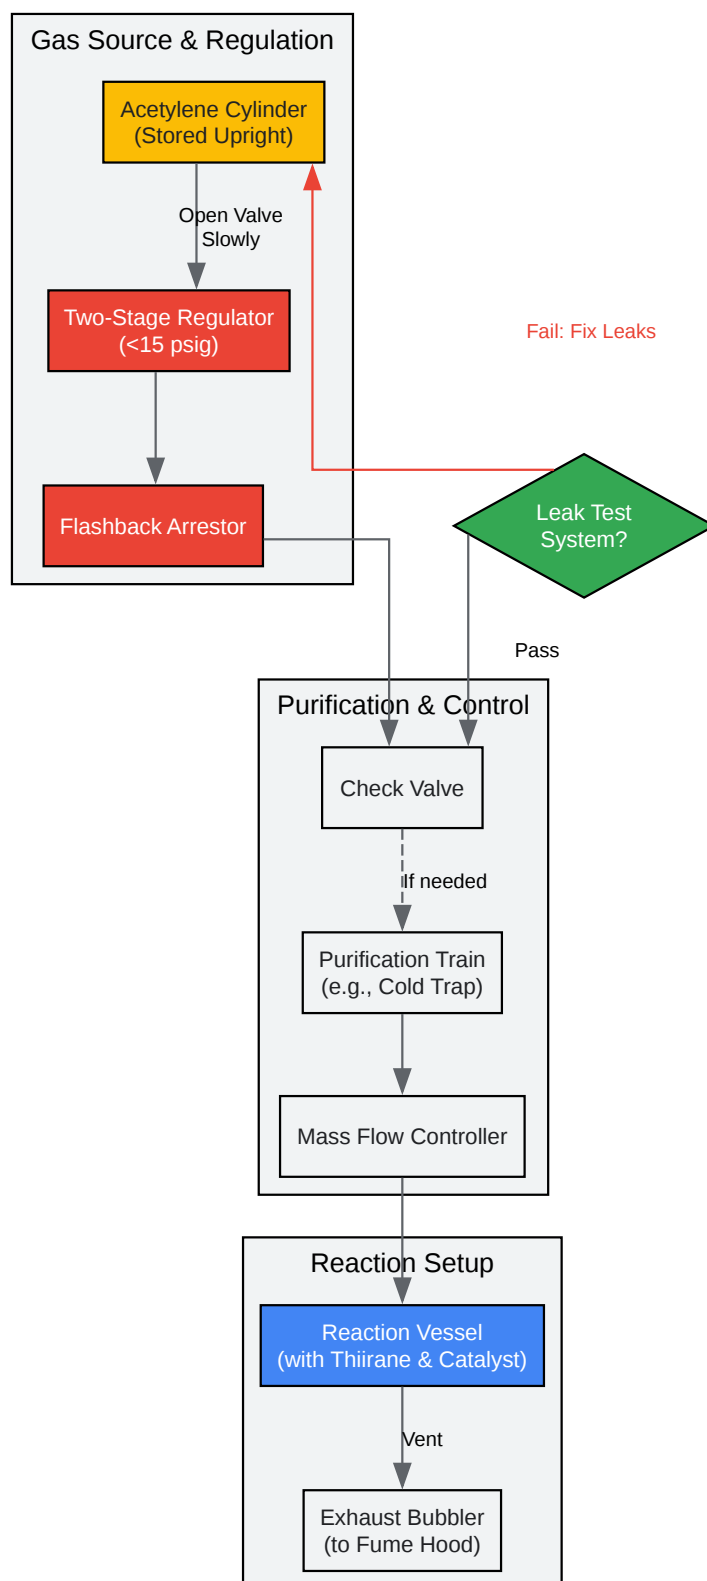 Gas Source & Regulation
Acetylene Cylinder
(Stored Upright)
Open Valve
Slowly
Two-Stage Regulator
(<15 psig)
Fail: Fix Leaks
Flashback Arrestor
Leak Test
System?
Pass
Purification & Control
Check Valve
If needed
Purification Train
(e.g., Cold Trap)
Mass Flow Controller
Reaction Setup
Reaction Vessel
(with Thiirane & Catalyst)
Vent
Exhaust Bubbler
(to Fume Hood)